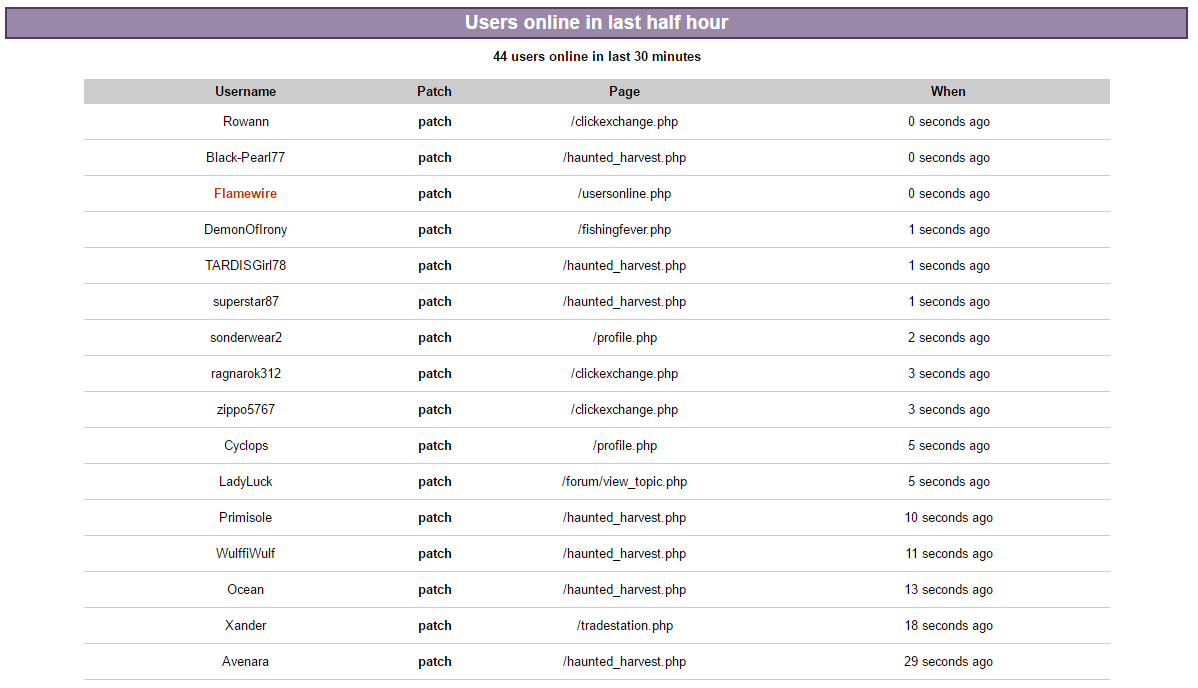 Users online in last half hour
44 users online in last 30 minutes
Username Patch Page When
Rowann patch /clickexchange.php 0 seconds ago
Black-Pearl77 patch /haunted_harvest.php 0 seconds ago
Flamewire patch /usersonline.php 0 seconds ago
DemonOfIrony patch /fishingfever.php 1 seconds ago
TARDISGirl78 patch /haunted_harvest.php 1 seconds ago
superstar87 patch /haunted_harvest.php 1 seconds ago
sonderwear2 patch /profile.php 2 seconds ago
ragnarok312 patch /clickexchange.php 3 seconds ago
zippo5767 patch /clickexchange.php 3 seconds ago
Cyclops patch /profile.php 5 seconds ago
LadyLuck patch /forum/view_topic.php 5 seconds ago
Primisole patch /haunted_harvest.php 10 seconds ago
WulffiWulf patch /haunted_harvest.php 11 seconds ago
Ocean patch /haunted_harvest.php 13 seconds ago
Xander patch /tradestation.php 18 seconds ago
Avenara patch /haunted_harvest.php 29 seconds ago